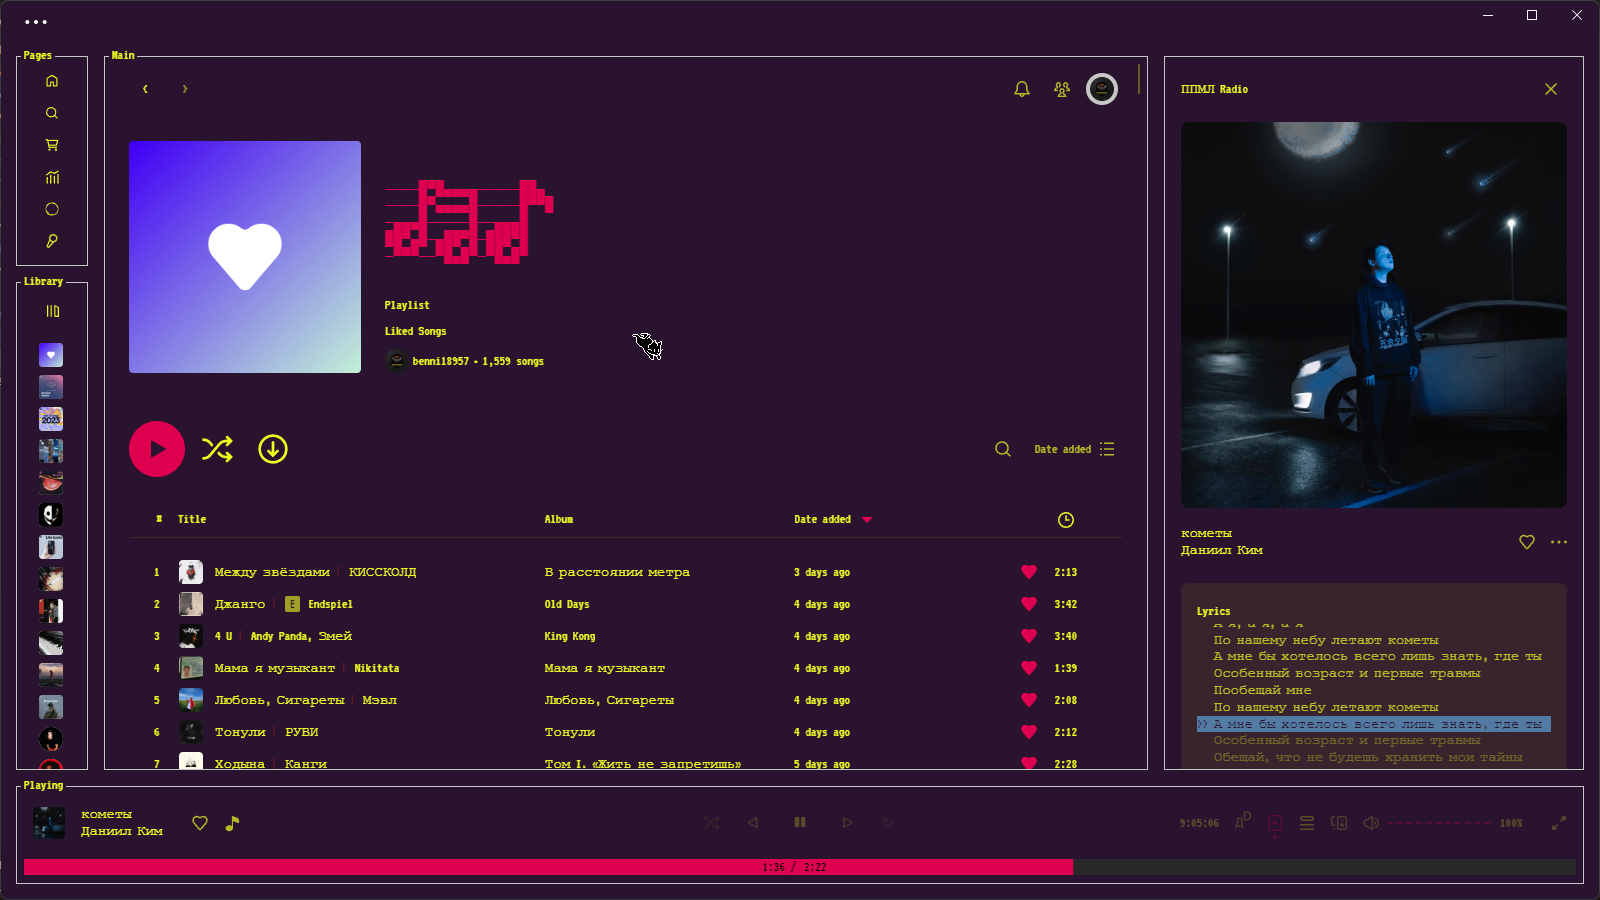 Pages
Main
ППМЛ Radio
Playlist
Library
Liked Songs
benni18957 • 1,559 songs
2023
Date added
# Title Album Date added
1 Между звёздами | КИССКОЛД В расстоянии метра 3 days ago 2:13
2 Джанго | E Endspiel Old Days 4 days ago 3:42
3 4 U | Andy Panda, Змей King Kong 4 days ago 3:40
4 Мама я музыкант | Nikitata Мама я музыкант 4 days ago 1:39
5 Любовь, Сигареты | Мэвл Любовь, Сигареты 4 days ago 2:08
6 Тонули | РУВИ Тонули 4 days ago 2:12
7 Ходына | Канги Том I. «Жить не запретишь» 5 days ago 2:28
кометы
Даниил Ким
Lyrics
По нашему небу летают кометы
А мне бы хотелось всего лишь знать, где ты
Особенный возраст и первые травмы
Пообещай мне
По нашему небу летают кометы
›› А мне бы хотелось всего лишь знать, где ты
Особенный возраст и первые травмы
Обещай, что не будешь хранить мои тайны
Playing
кометы
Даниил Ким
9:05:06 100%
1:36 / 2:22